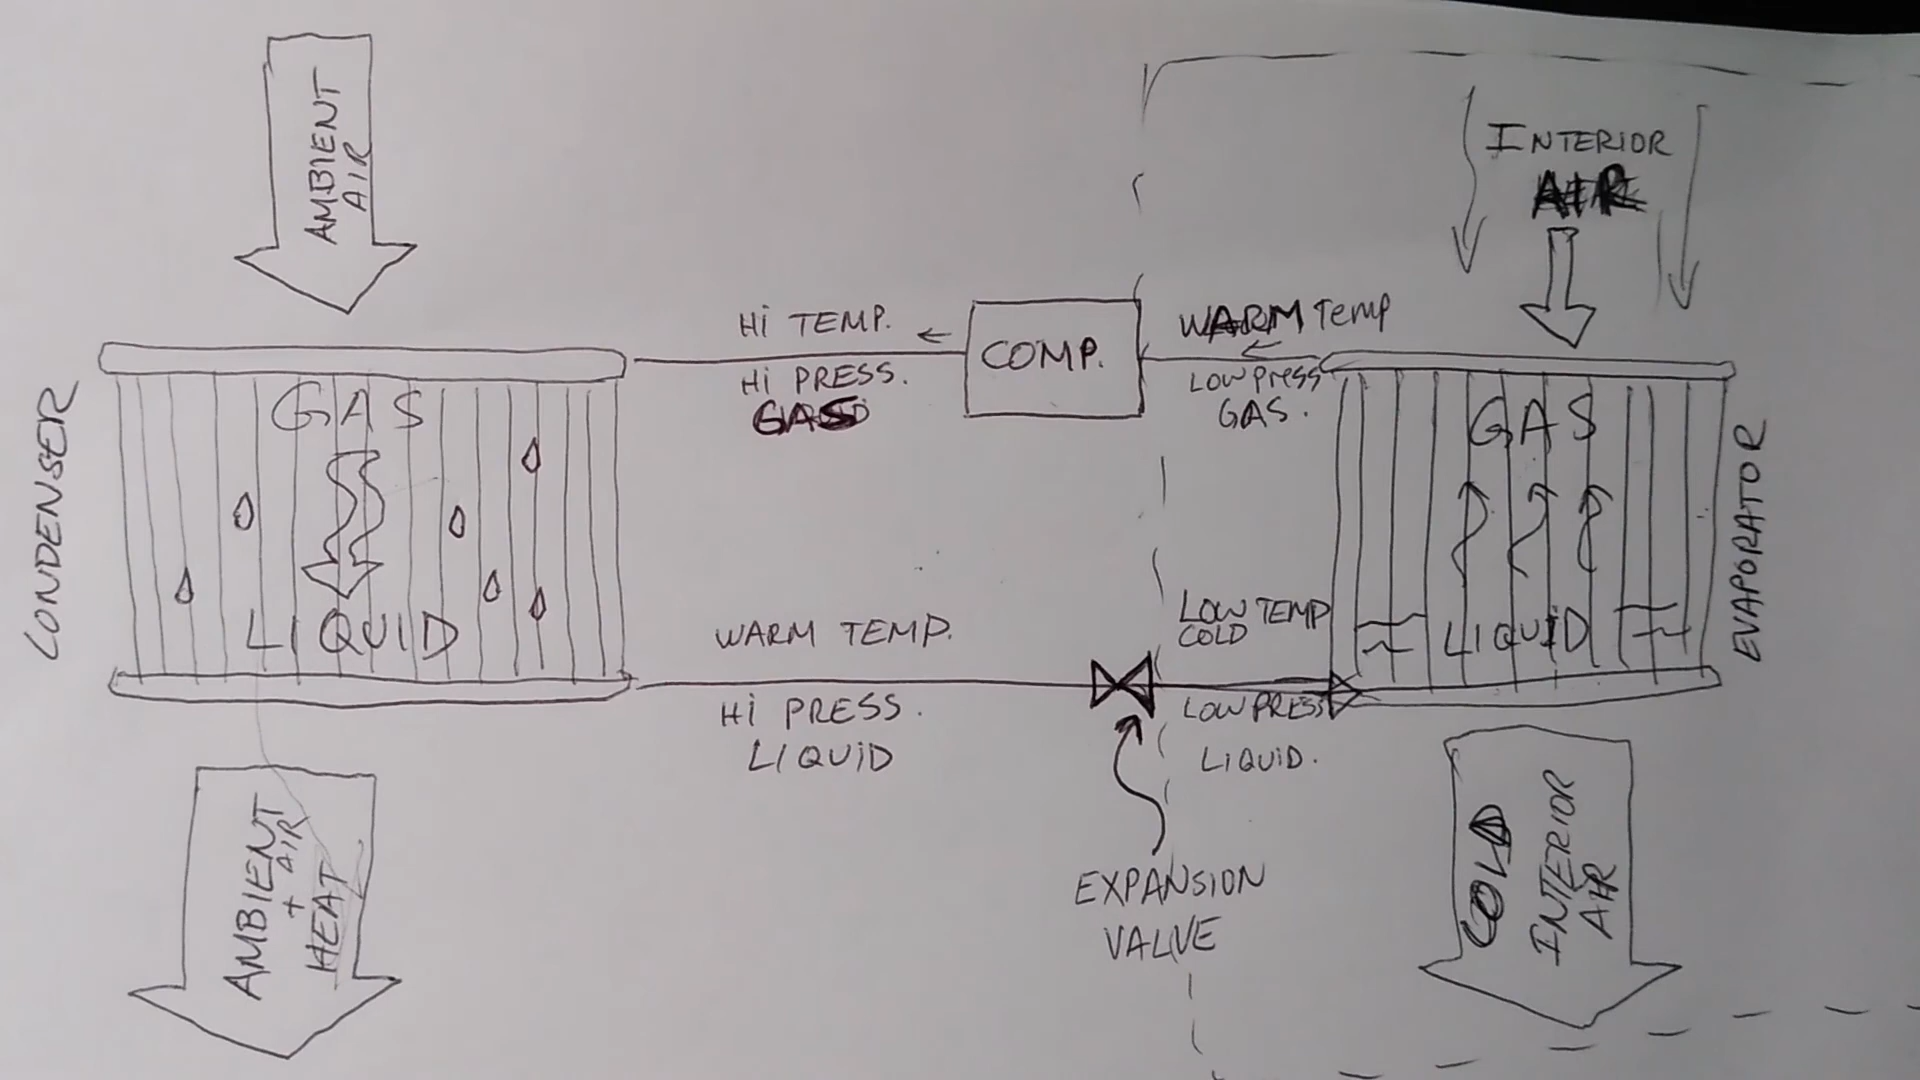 AMBIENT
AIR
INTERIOR
AIR
HI TEMP.
HI PRESS.
GAS
COMP.
WARM Temp
LOW PRESS
GAS.
CONDENSER
GAS
LIQUID
GAS
LIQUID
EVAPORATOR
WARM TEMP.
HI PRESS.
LIQUID
LOW TEMP
COLD
LOW PRESS
LIQUID.
EXPANSION
VALVE
AMBIENT
+ AIR
HEAT
COLD
INTERIOR
AIR